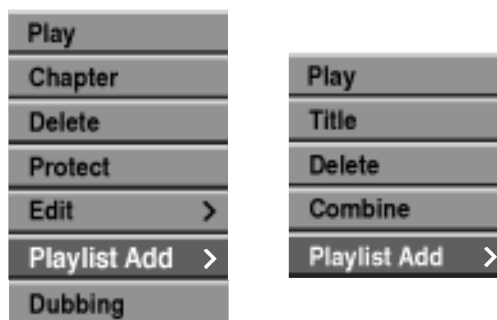 Play
Chapter
Delete
Protect
Edit >
Playlist Add >
Dubbing
Play
Title
Delete
Combine
Playlist Add >